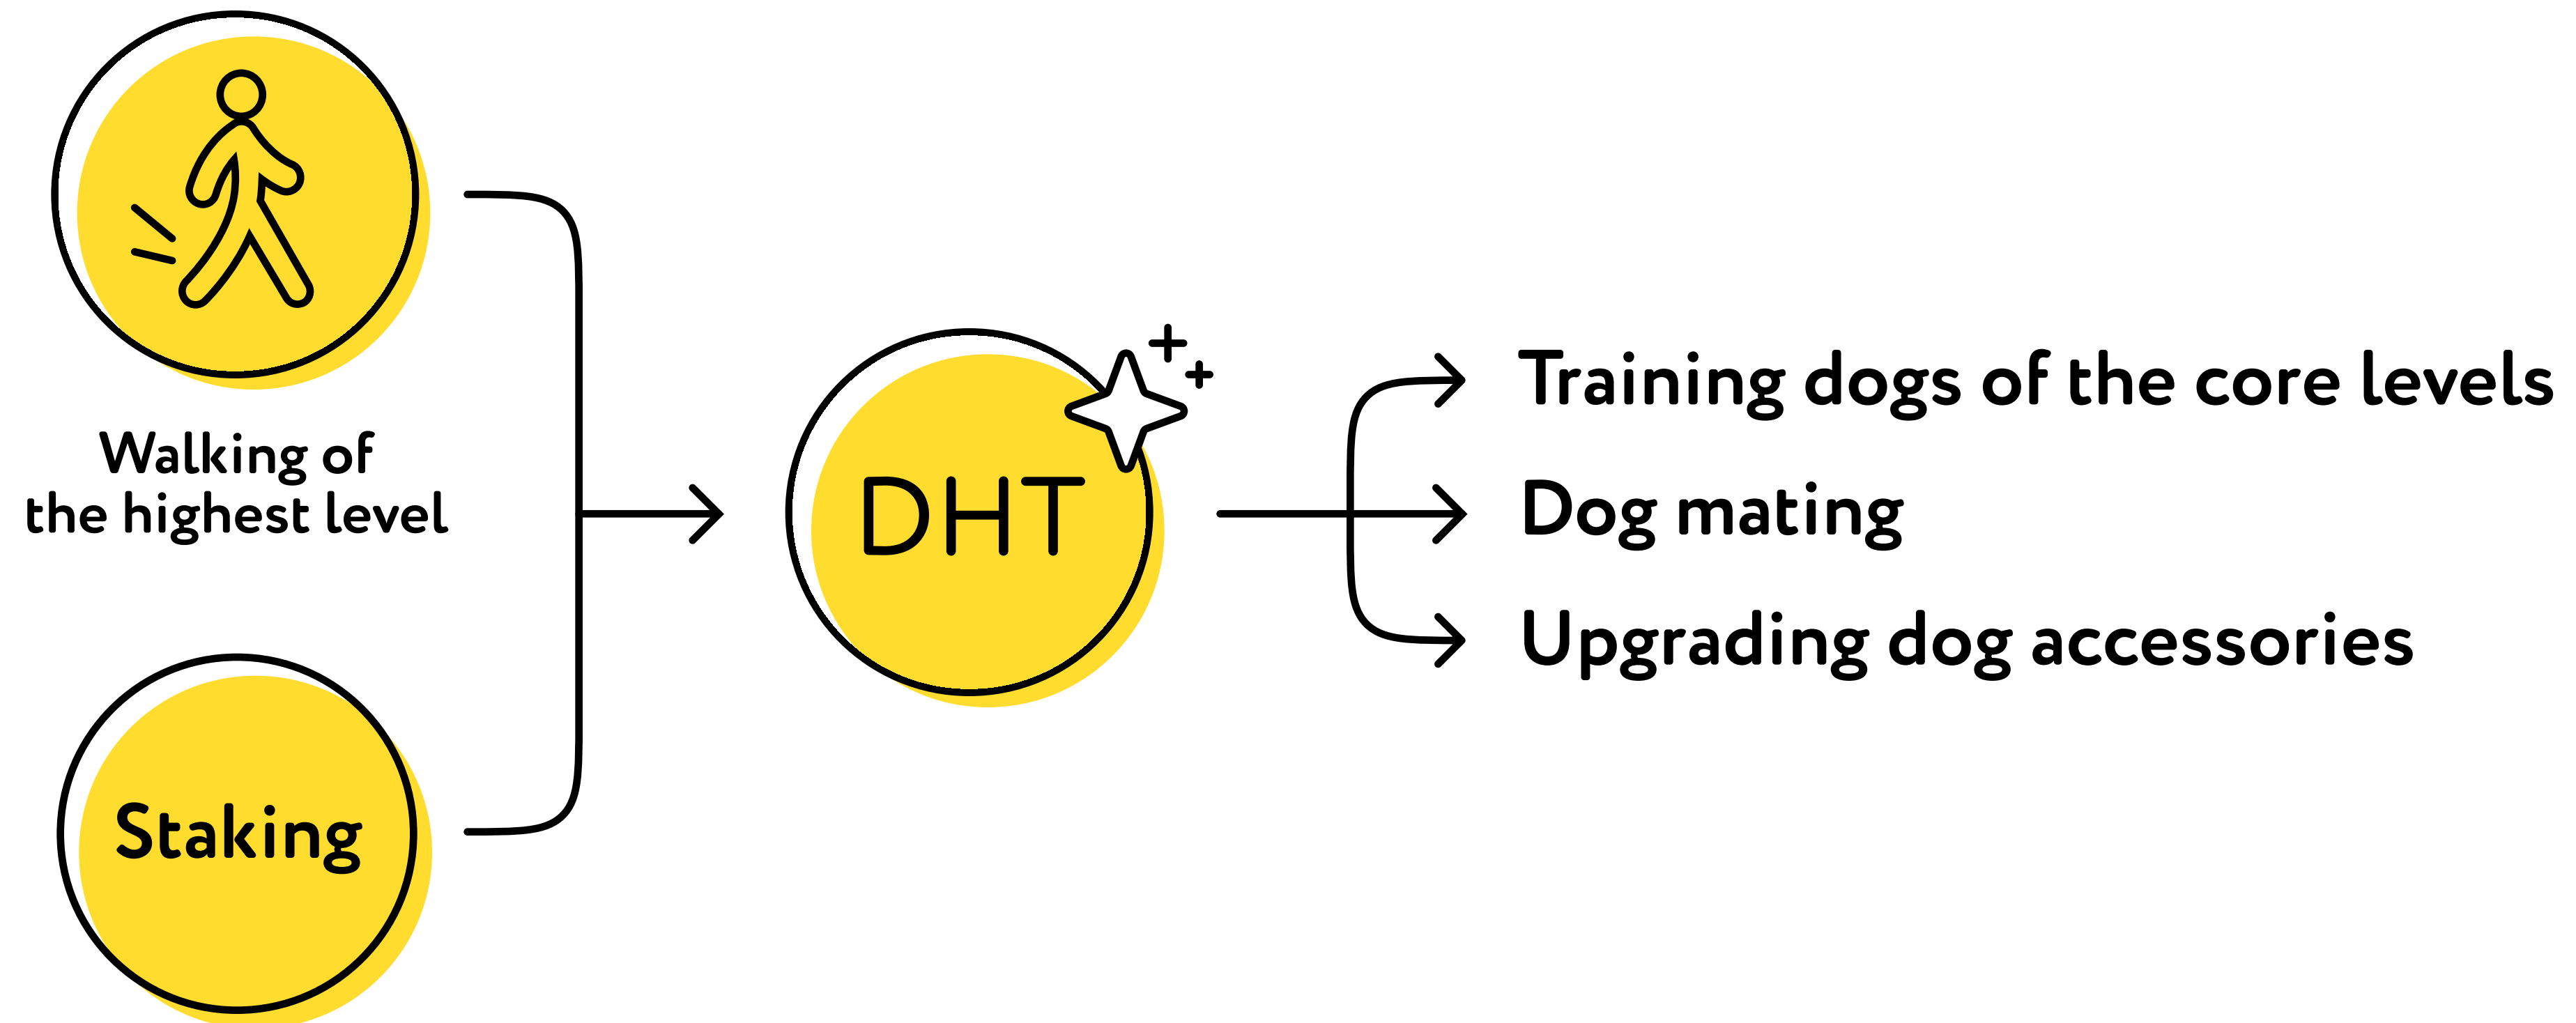 Walking of
the highest level
Staking
DHT
Training dogs of the core levels
Dog mating
Upgrading dog accessories